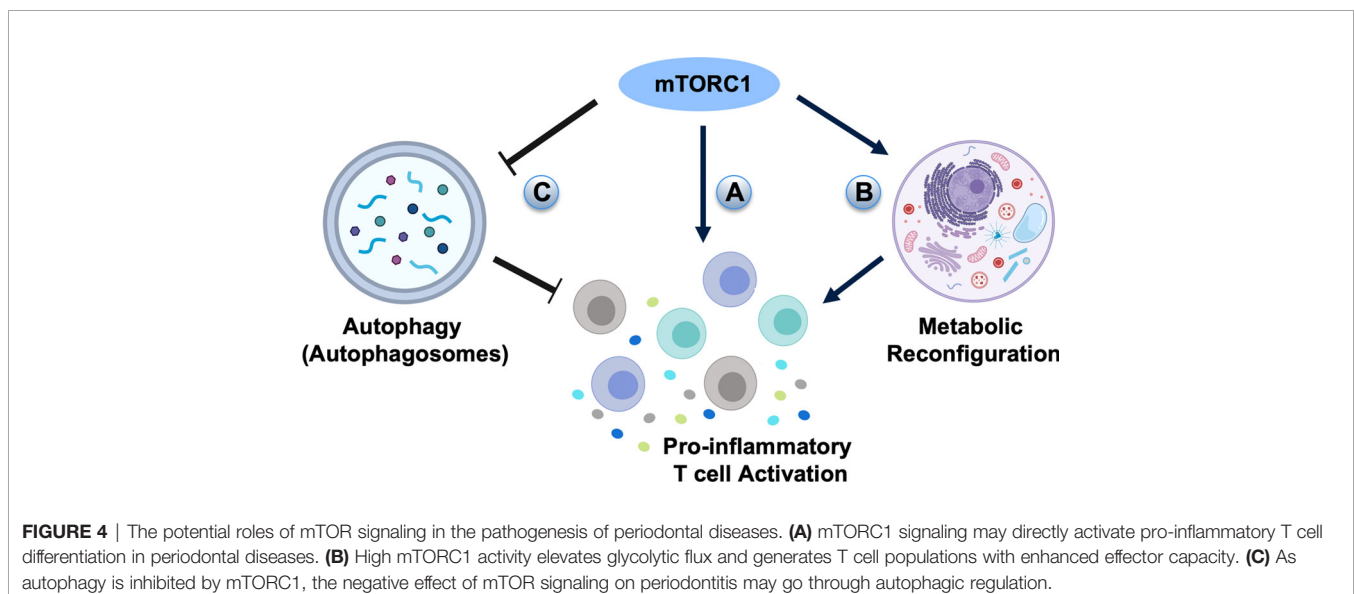 mTORC1
C
A
B
Autophagy
(Autophagosomes)
Metabolic
Reconfiguration
Pro-inflammatory
T cell Activation
FIGURE 4 | The potential roles of mTOR signaling in the pathogenesis of periodontal diseases. (A) mTORC1 signaling may directly activate pro-inflammatory T cell
differentiation in periodontal diseases. (B) High mTORC1 activity elevates glycolytic flux and generates T cell populations with enhanced effector capacity. (C) As
autophagy is inhibited by mTORC1, the negative effect of mTOR signaling on periodontitis may go through autophagic regulation.